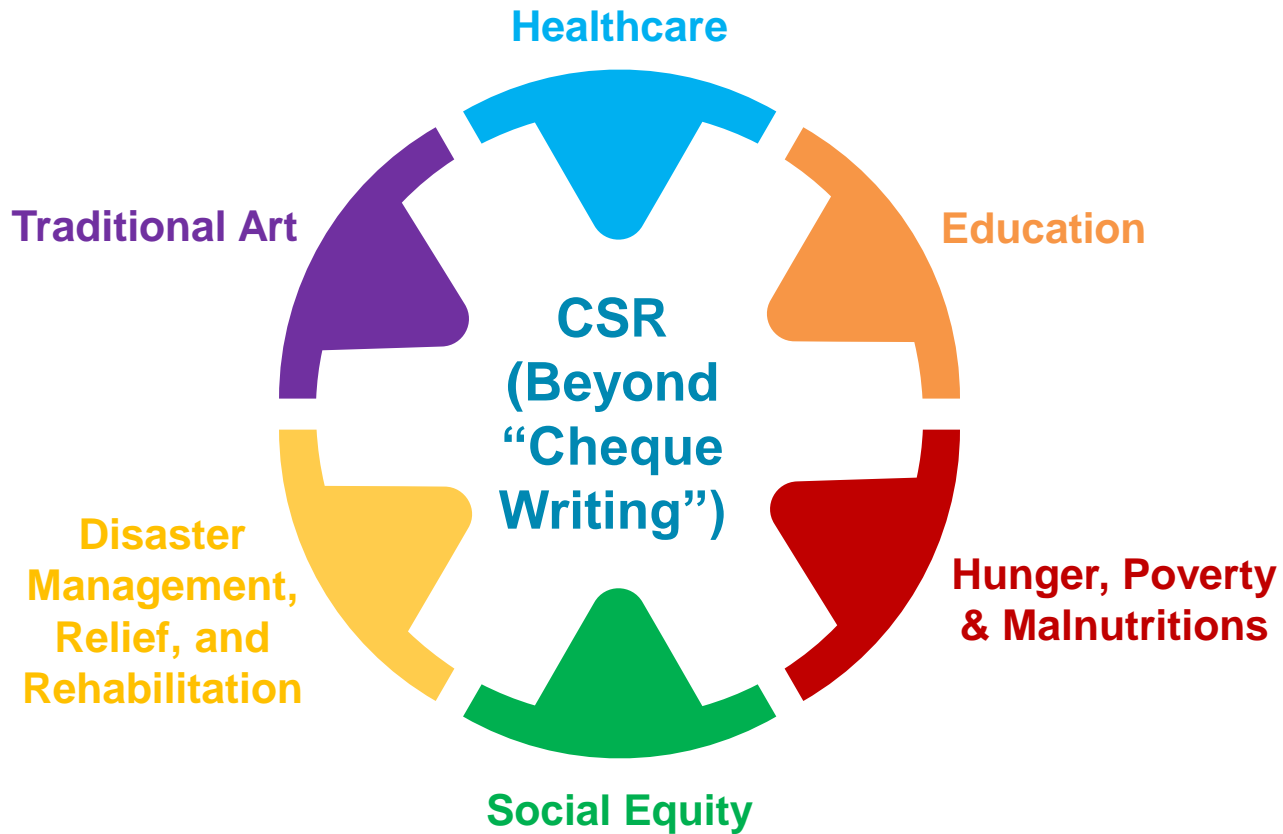 Healthcare
Traditional Art
Education
CSR
(Beyond
“Cheque
Writing”)
Disaster
Management,
Relief, and
Rehabilitation
Hunger, Poverty
& Malnutritions
Social Equity